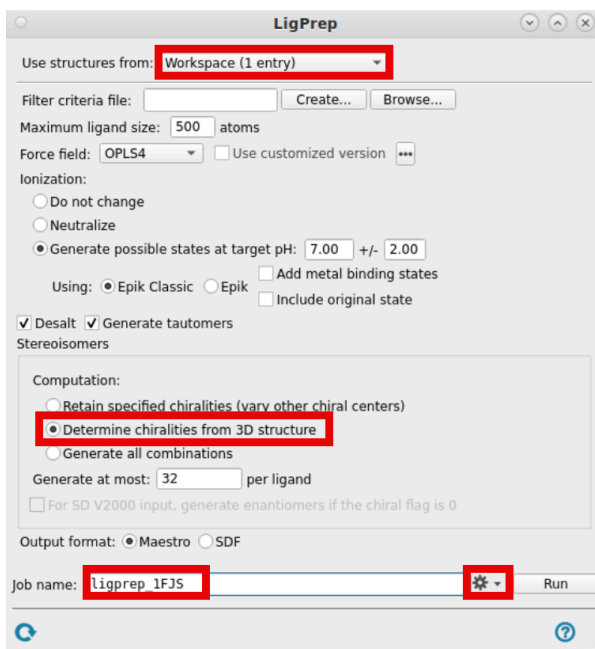 LigPrep
Use structures from: Workspace (1 entry)
Filter criteria file: Create... Browse...
Maximum ligand size: 500 atoms
Force field: OPLS4 Use customized version ...
Ionization:
Do not change
Neutralize
Generate possible states at target pH: 7.00 +/- 2.00
Add metal binding states
Using: Epik Classic Epik
Include original state
Desalt Generate tautomers
Stereoisomers
Computation:
Retain specified chiralities (vary other chiral centers)
Determine chiralities from 3D structure
Generate all combinations
Generate at most: 32 per ligand
For SD V2000 input, generate enantiomers if the chiral flag is 0
Output format: Maestro SDF
Job name: ligprep_1FJS Run